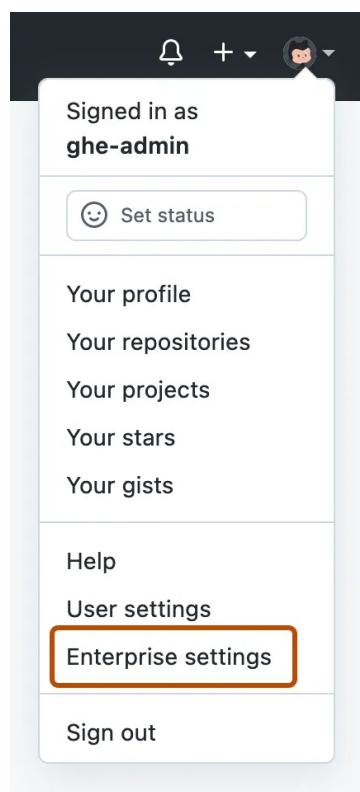 Signed in as
ghe-admin
Set status
Your profile
Your repositories
Your projects
Your stars
Your gists
Help
User settings
Enterprise settings
Sign out